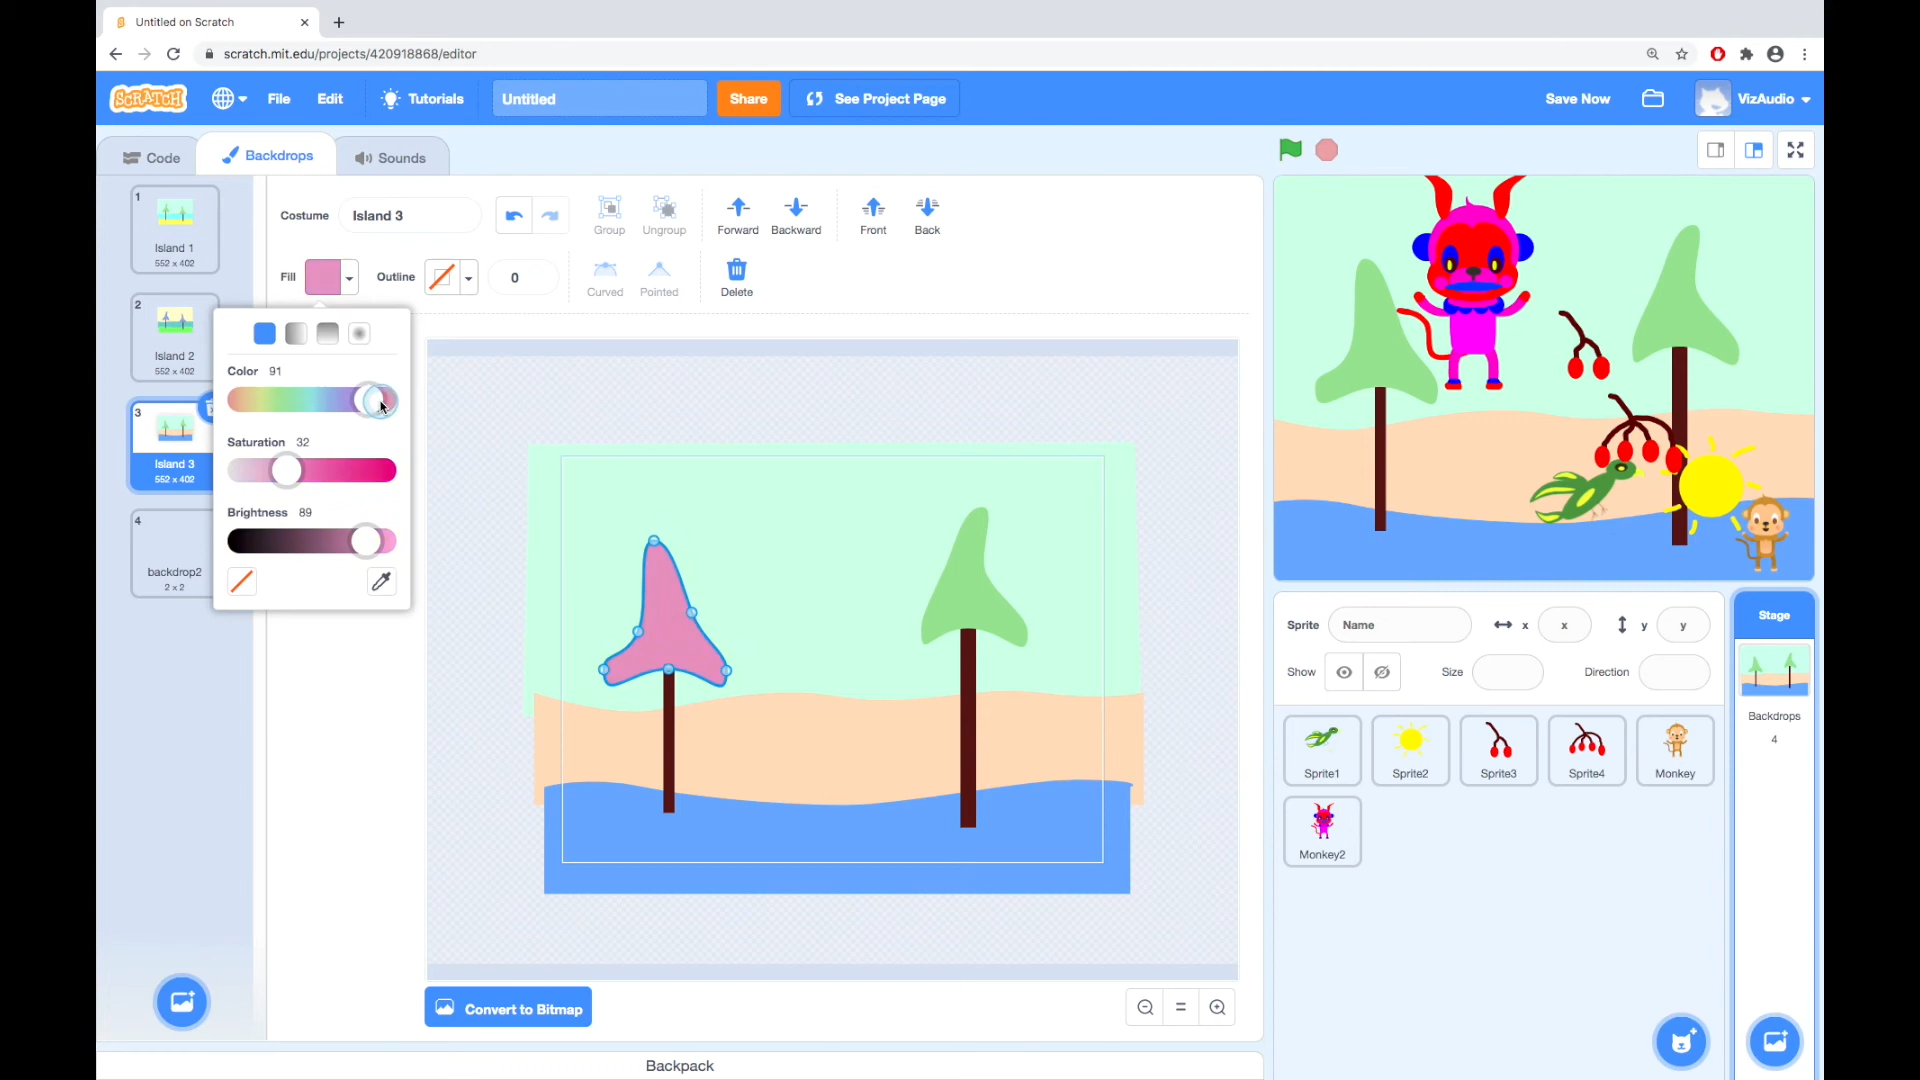 Untitled on Scratch
scratch.mit.edu/projects/420918868/editor
SCRATCH
File
Edit
Tutorials
Untitled
Share
See Project Page
Save Now
VizAudio
Code
Backdrops
Sounds
1
Island 1
552 x 402
2
Island 2
552 x 402
3
Island 3
552 x 402
4
backdrop2
2 x 2
Costume
Island 3
Group
Ungroup
Forward
Backward
Front
Back
Fill
Outline
0
Curved
Pointed
Delete
Color 91
Saturation 32
Brightness 89
Convert to Bitmap
Backpack
Sprite
Name
x
x
y
y
Show
Size
Direction
Sprite1
Sprite2
Sprite3
Sprite4
Monkey
Monkey2
Stage
Backdrops
4